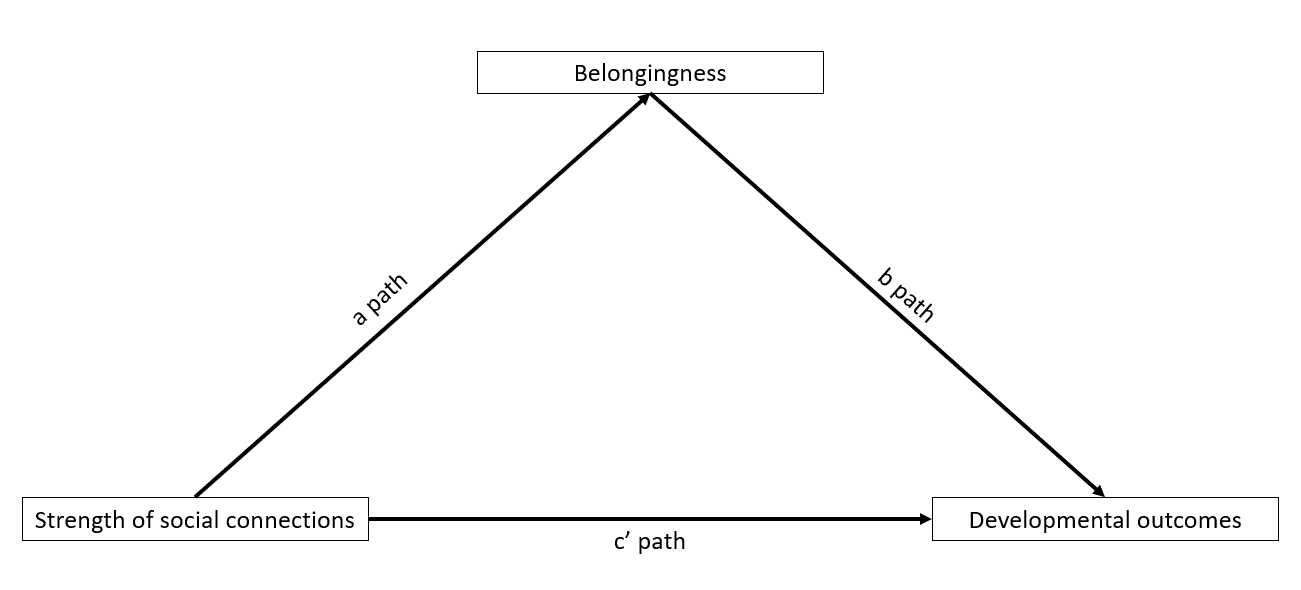 Belongingness
a path
b path
Strength of social connections
Developmental outcomes
c’ path